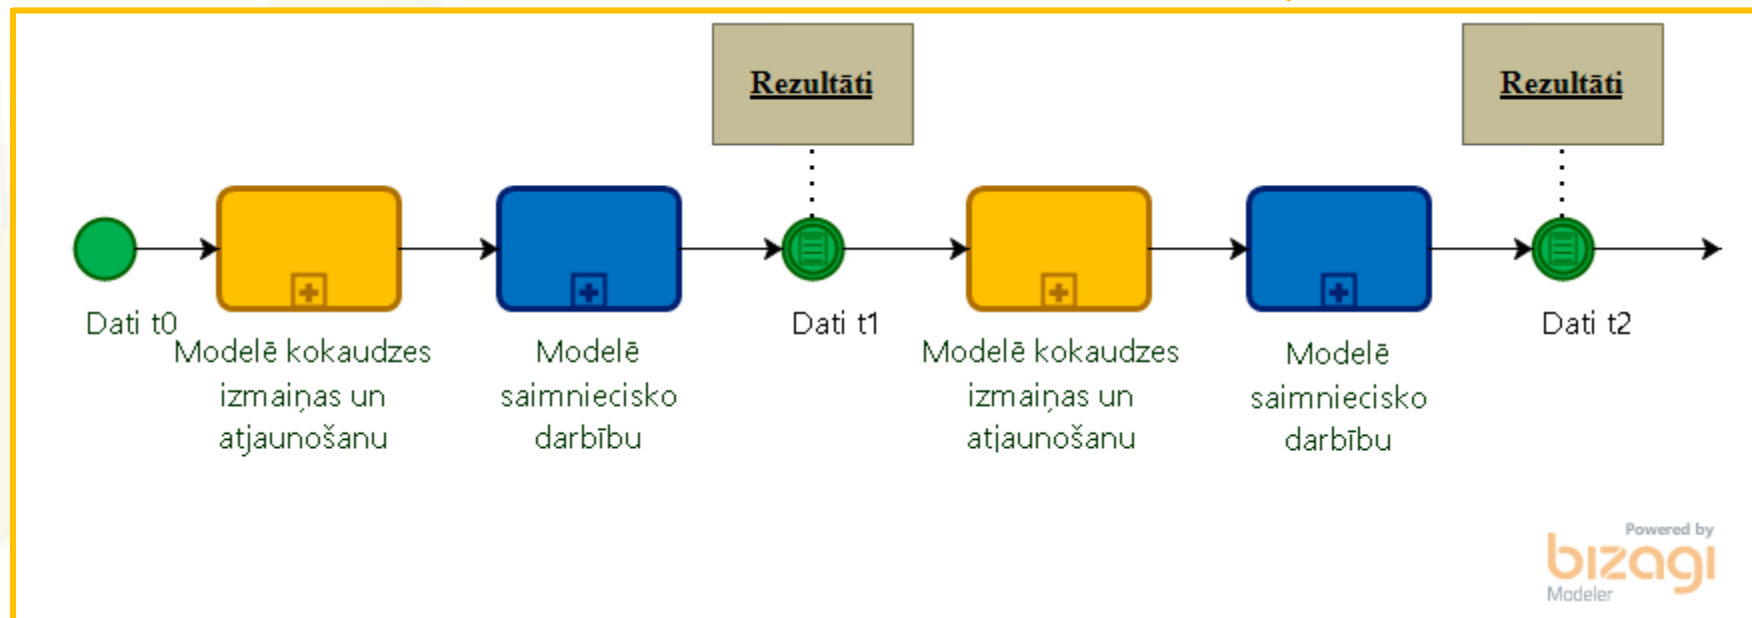 Rezultāti
Rezultāti
Dati t0
Modelē kokaudzes
izmaiņas un
atjaunošanu
Modelē
saimniecisko
darbību
Dati t1
Modelē kokaudzes
izmaiņas un
atjaunošanu
Modelē
saimniecisko
darbību
Dati t2
Powered by
bizagi
Modeler